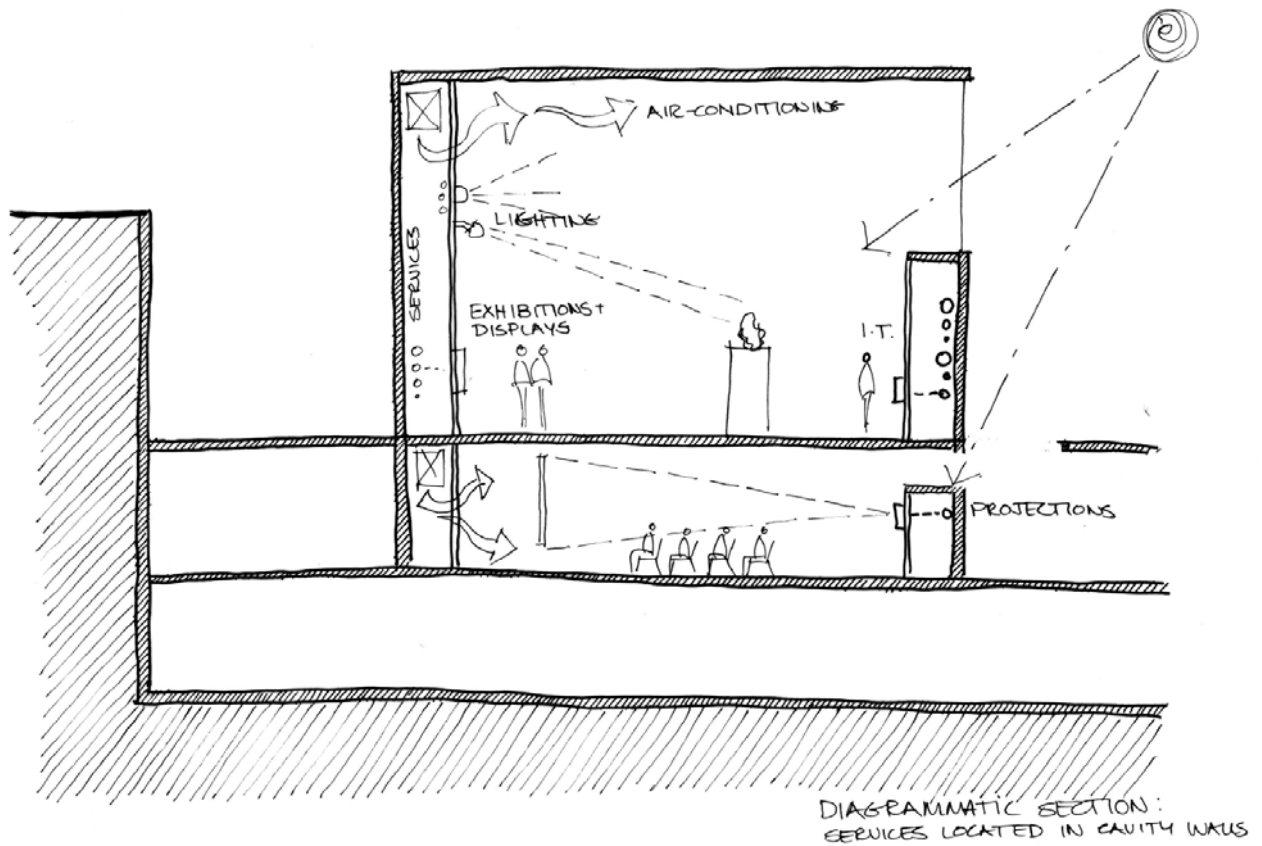 AIR-CONDITIONING
LIGHTING
SERVICES
EXHIBITIONS +
DISPLAYS
I.T.
PROJECTIONS
DIAGRAMMATIC SECTION:
SERVICES LOCATED IN CAVITY WALLS